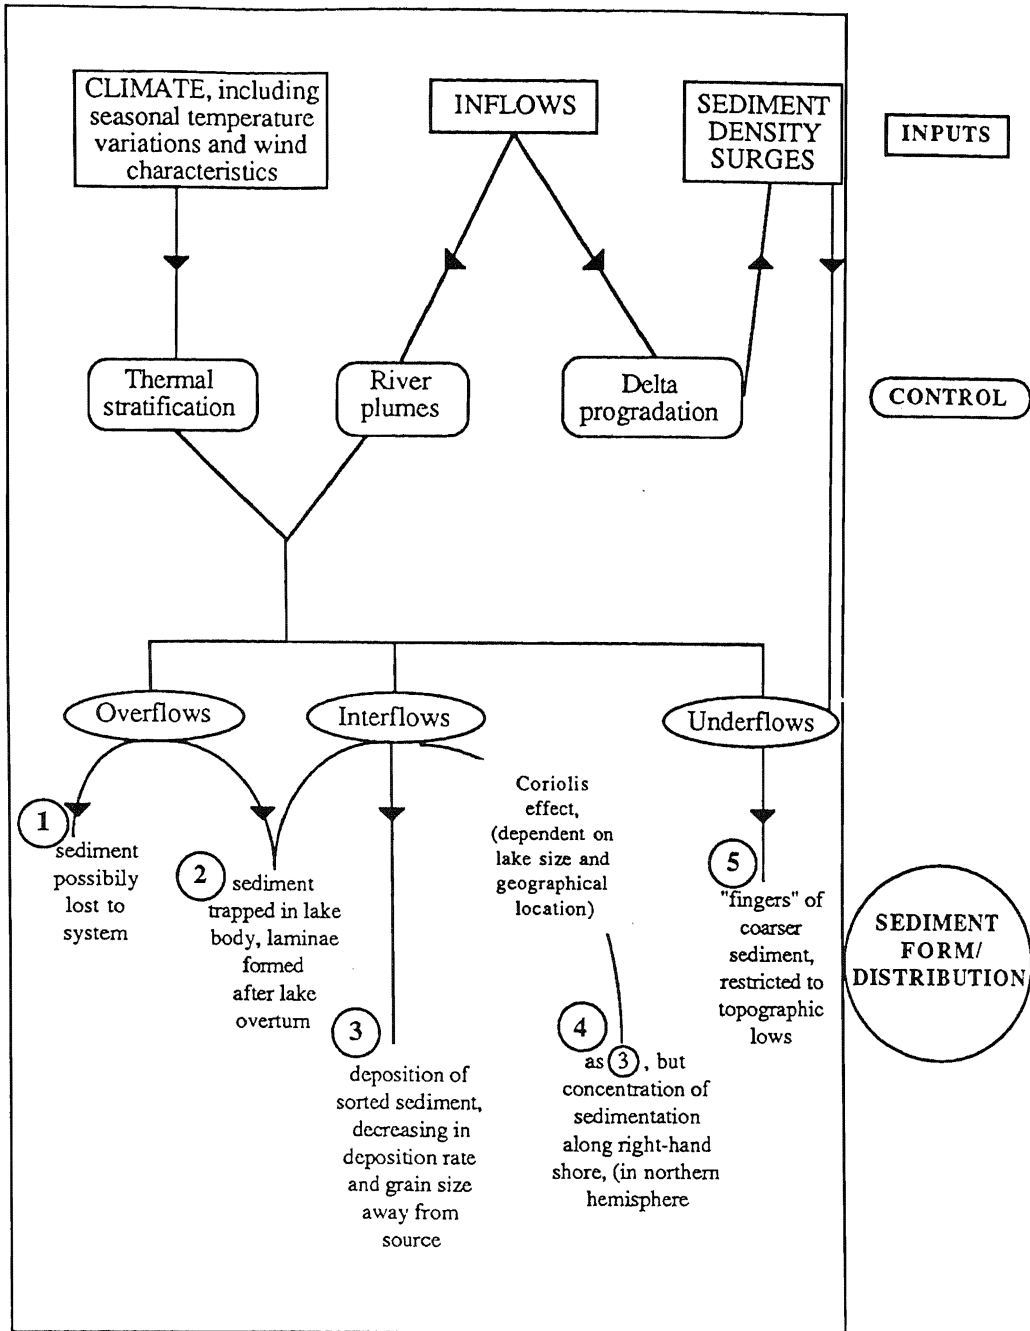 CLIMATE, including
seasonal temperature
variations and wind
characteristics
INFLOWS
SEDIMENT
DENSITY
SURGES
INPUTS
Thermal
stratification
River
plumes
Delta
progradation
CONTROL
Overflows
Interflows
Underflows
1
sediment
possibily
lost to
system
2
sediment
trapped in lake
body, laminae
formed
after lake
overturn
3
deposition of
sorted sediment,
decreasing in
deposition rate
and grain size
away from
source
Coriolis
effect,
(dependent on
lake size and
geographical
location)
4
as 3, but
concentration of
sedimentation
along right-hand
shore, (in northern
hemisphere
5
"fingers" of
coarser
sediment,
restricted to
topographic
lows
SEDIMENT
FORM/
DISTRIBUTION